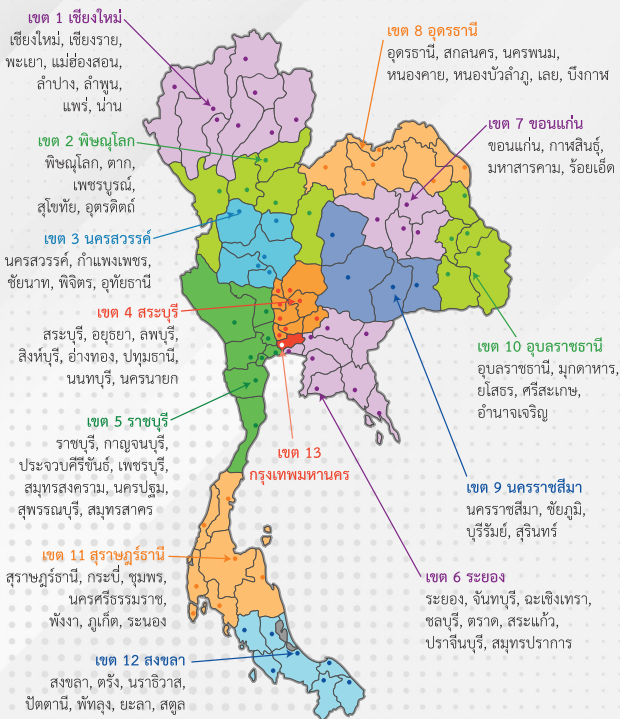 เขต 1 เชียงใหม่
เชียงใหม่, เชียงราย,
พะเยา, แม่ฮ่องสอน,
ลำปาง, ลำพูน,
แพร่, น่าน
เขต 8 อุดรธานี
อุดรธานี, สกลนคร, นครพนม,
หนองคาย, หนองบัวลำภู, เลย, บึงกาฬ
เขต 7 ขอนแก่น
ขอนแก่น, กาฬสินธุ์,
มหาสารคาม, ร้อยเอ็ด
เขต 2 พิษณุโลก
พิษณุโลก, ตาก,
เพชรบูรณ์,
สุโขทัย, อุตรดิตถ์
เขต 3 นครสวรรค์
นครสวรรค์, กำแพงเพชร,
ชัยนาท, พิจิตร, อุทัยธานี
เขต 4 สระบุรี
สระบุรี, อยุธยา, ลพบุรี,
สิงห์บุรี, อ่างทอง, ปทุมธานี,
นนทบุรี, นครนายก
เขต 10 อุบลราชธานี
อุบลราชธานี, มุกดาหาร,
ยโสธร, ศรีสะเกษ,
อำนาจเจริญ
เขต 5 ราชบุรี
ราชบุรี, กาญจนบุรี,
ประจวบคีรีขันธ์, เพชรบุรี,
สมุทรสงคราม, นครปฐม,
สุพรรณบุรี, สมุทรสาคร
เขต 13
กรุงเทพมหานคร
เขต 9 นครราชสีมา
นครราชสีมา, ชัยภูมิ,
บุรีรัมย์, สุรินทร์
เขต 11 สุราษฎร์ธานี
สุราษฎร์ธานี, กระบี่, ชุมพร,
นครศรีธรรมราช,
พังงา, ภูเก็ต, ระนอง
เขต 6 ระยอง
ระยอง, จันทบุรี, ฉะเชิงเทรา,
ชลบุรี, ตราด, สระแก้ว,
ปราจีนบุรี, สมุทรปราการ
เขต 12 สงขลา
สงขลา, ตรัง, นราธิวาส,
ปัตตานี, พัทลุง, ยะลา, สตูล